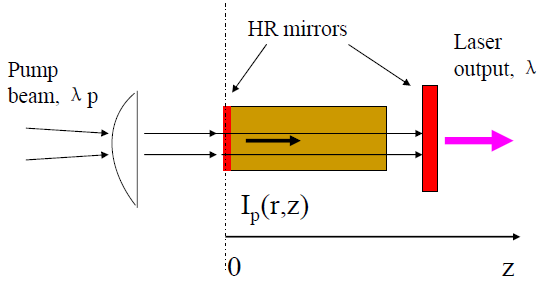 HR mirrors
Laser
output, λ
Pump
beam, λ p
Ip(r,z)
0
z